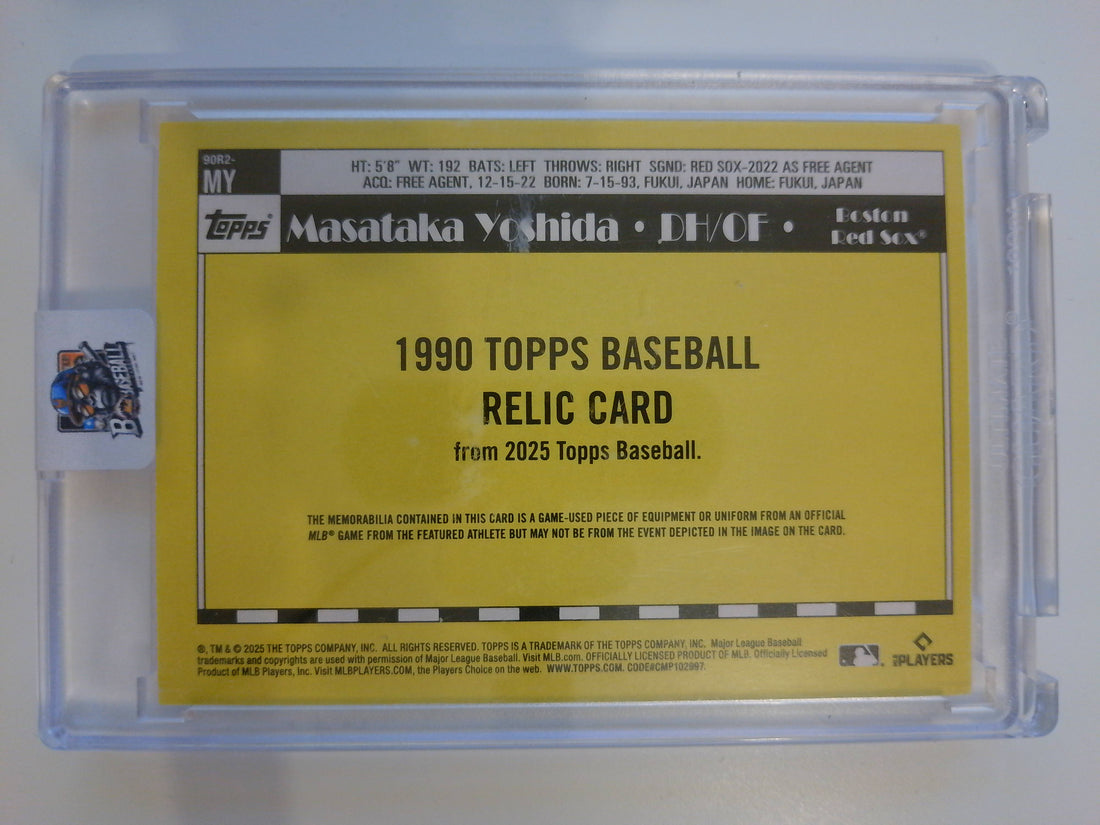 90R2-
MY
HT: 5'8" WT: 192 BATS: LEFT THROWS: RIGHT SGND: RED SOX-2022 AS FREE AGENT
ACQ: FREE AGENT, 12-15-22 BORN: 7-15-93, FUKUI, JAPAN HOME: FUKUI, JAPAN
Topps® Masataka Yoshida • DH/OF • Boston
Red Sox®
1990 TOPPS BASEBALL
RELIC CARD
from 2025 Topps Baseball.
THE MEMORABILIA CONTAINED IN THIS CARD IS A GAME-USED PIECE OF EQUIPMENT OR UNIFORM FROM AN OFFICIAL
MLB® GAME FROM THE FEATURED ATHLETE BUT MAY NOT BE FROM THE EVENT DEPICTED IN THE IMAGE ON THE CARD.
®, TM & © 2025 THE TOPPS COMPANY, INC. ALL RIGHTS RESERVED. TOPPS IS A TRADEMARK OF THE TOPPS COMPANY, INC. Major League Baseball
trademarks and copyrights are used with permission of Major League Baseball. Visit MLB.com. OFFICIALLY LICENSED PRODUCT OF MLB. Officially Licensed
Product of MLB Players, Inc. Visit MLBPLAYERS.COM, the Players Choice on the web. WWW.TOPPS.COM. CODE#CMP102997.
PLAYERS
BASEBALL